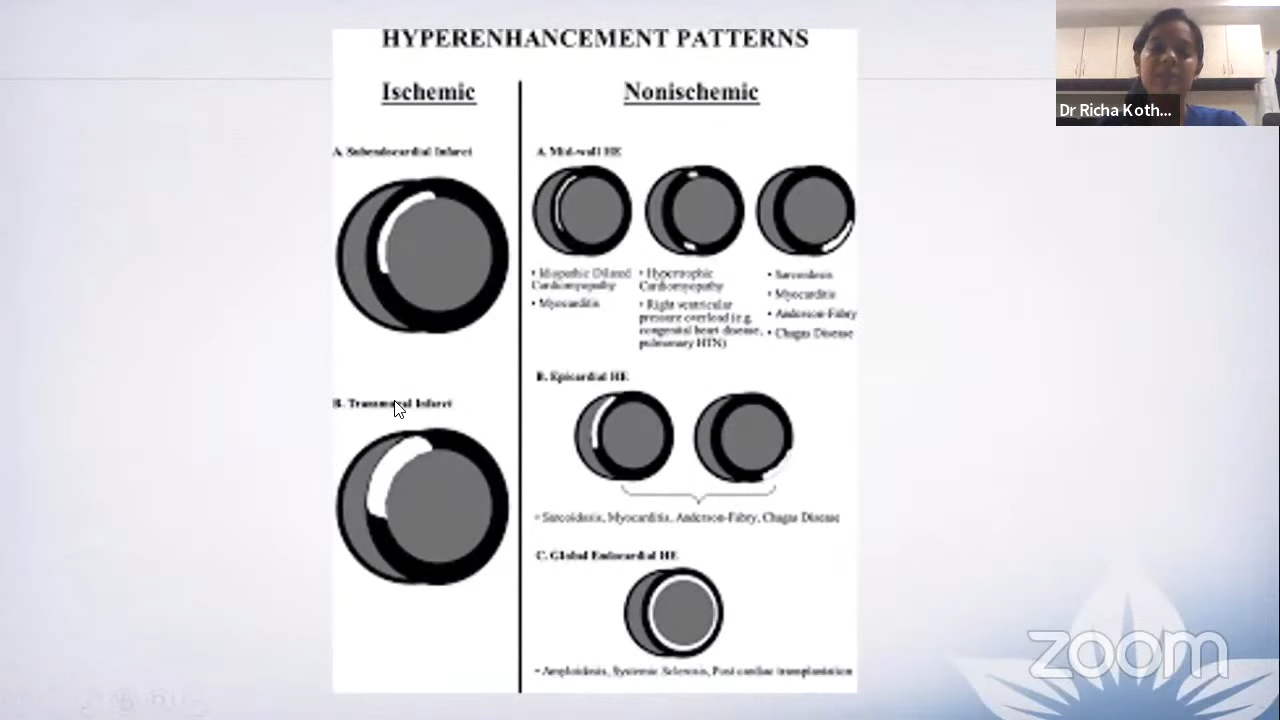 HYPERENHANCEMENT PATTERNS
Ischemic
Nonischemic
A. Subendocardial Infarct
B. Transmural Infarct
A. Mid-wall HE
• Idiopathic Dilated
Cardiomyopathy
• Myocarditis
• Hypertrophic
Cardiomyopathy
• Right ventricular
pressure overload (e.g.
congenital heart disease,
pulmonary HTN)
• Sarcoidosis
• Myocarditis
• Anderson-Fabry
• Chagas Disease
B. Epicardial HE
• Sarcoidosis, Myocarditis, Anderson-Fabry, Chagas Disease
C. Global Endocardial HE
• Amyloidosis, Systemic Sclerosis, Post cardiac transplantation
Dr Richa Koth...
zoom